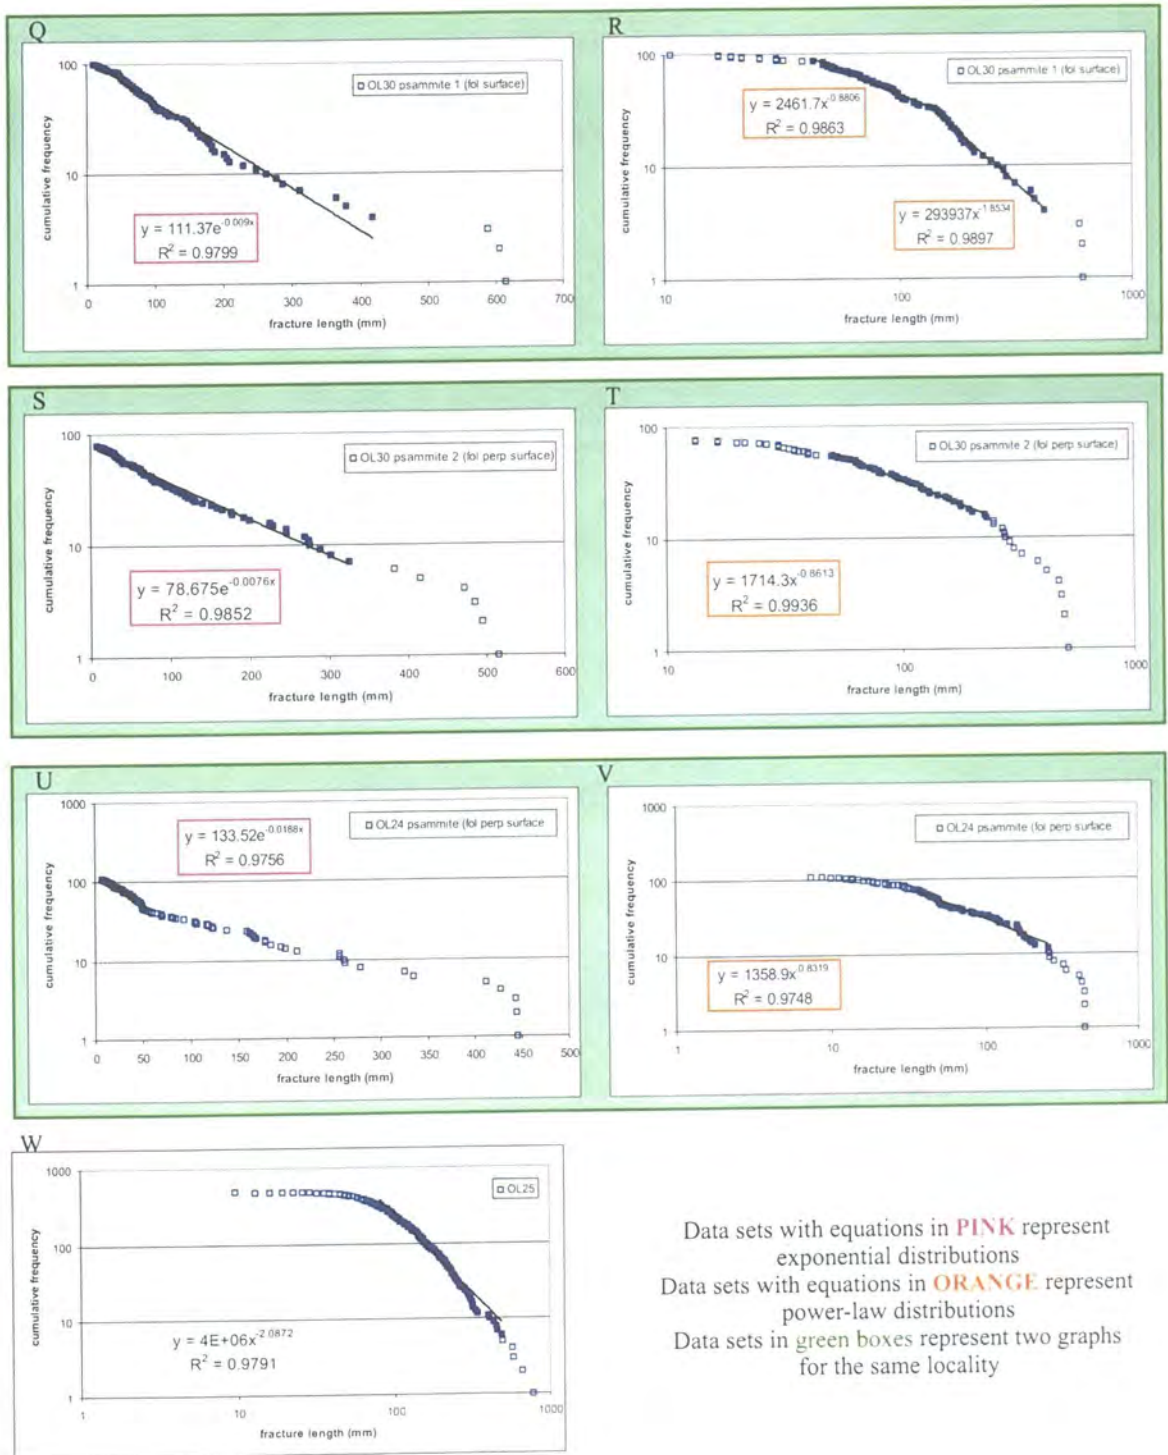 Q
cumulative frequency
100
10
1
□ OL30 psammite 1 (fol surface)
y = 111.37e^-0.009x
R² = 0.9799
0 100 200 300 400 500 600 700
fracture length (mm)
R
cumulative frequency
100
10
1
□ OL30 psammite 1 (fol surface)
y = 2461.7x^-0.8806
R² = 0.9863
y = 293937x^-1.8534
R² = 0.9897
10 100 1000
fracture length (mm)
S
cumulative frequency
100
10
1
□ OL30 psammite 2 (fol perp surface)
y = 78.675e^-0.0076x
R² = 0.9852
0 100 200 300 400 500 600
fracture length (mm)
T
cumulative frequency
100
10
1
□ OL30 psammite 2 (fol perp surface)
y = 1714.3x^-0.8613
R² = 0.9936
10 100 1000
fracture length (mm)
U
cumulative frequency
1000
100
10
1
□ OL24 psammite (fol perp surface
y = 133.52e^-0.0188x
R² = 0.9756
0 50 100 150 200 250 300 350 400 450 500
fracture length (mm)
V
cumulative frequency
1000
100
10
1
□ OL24 psammite (fol perp surface
y = 1358.9x^-0.8319
R² = 0.9748
1 10 100 1000
fracture length (mm)
W
cumulative frequency
1000
100
10
1
□ OL25
y = 4E+06x^-2.0872
R² = 0.9791
1 10 100 1000
fracture length (mm)
Data sets with equations in PINK represent
exponential distributions
Data sets with equations in ORANGE represent
power-law distributions
Data sets in green boxes represent two graphs
for the same locality